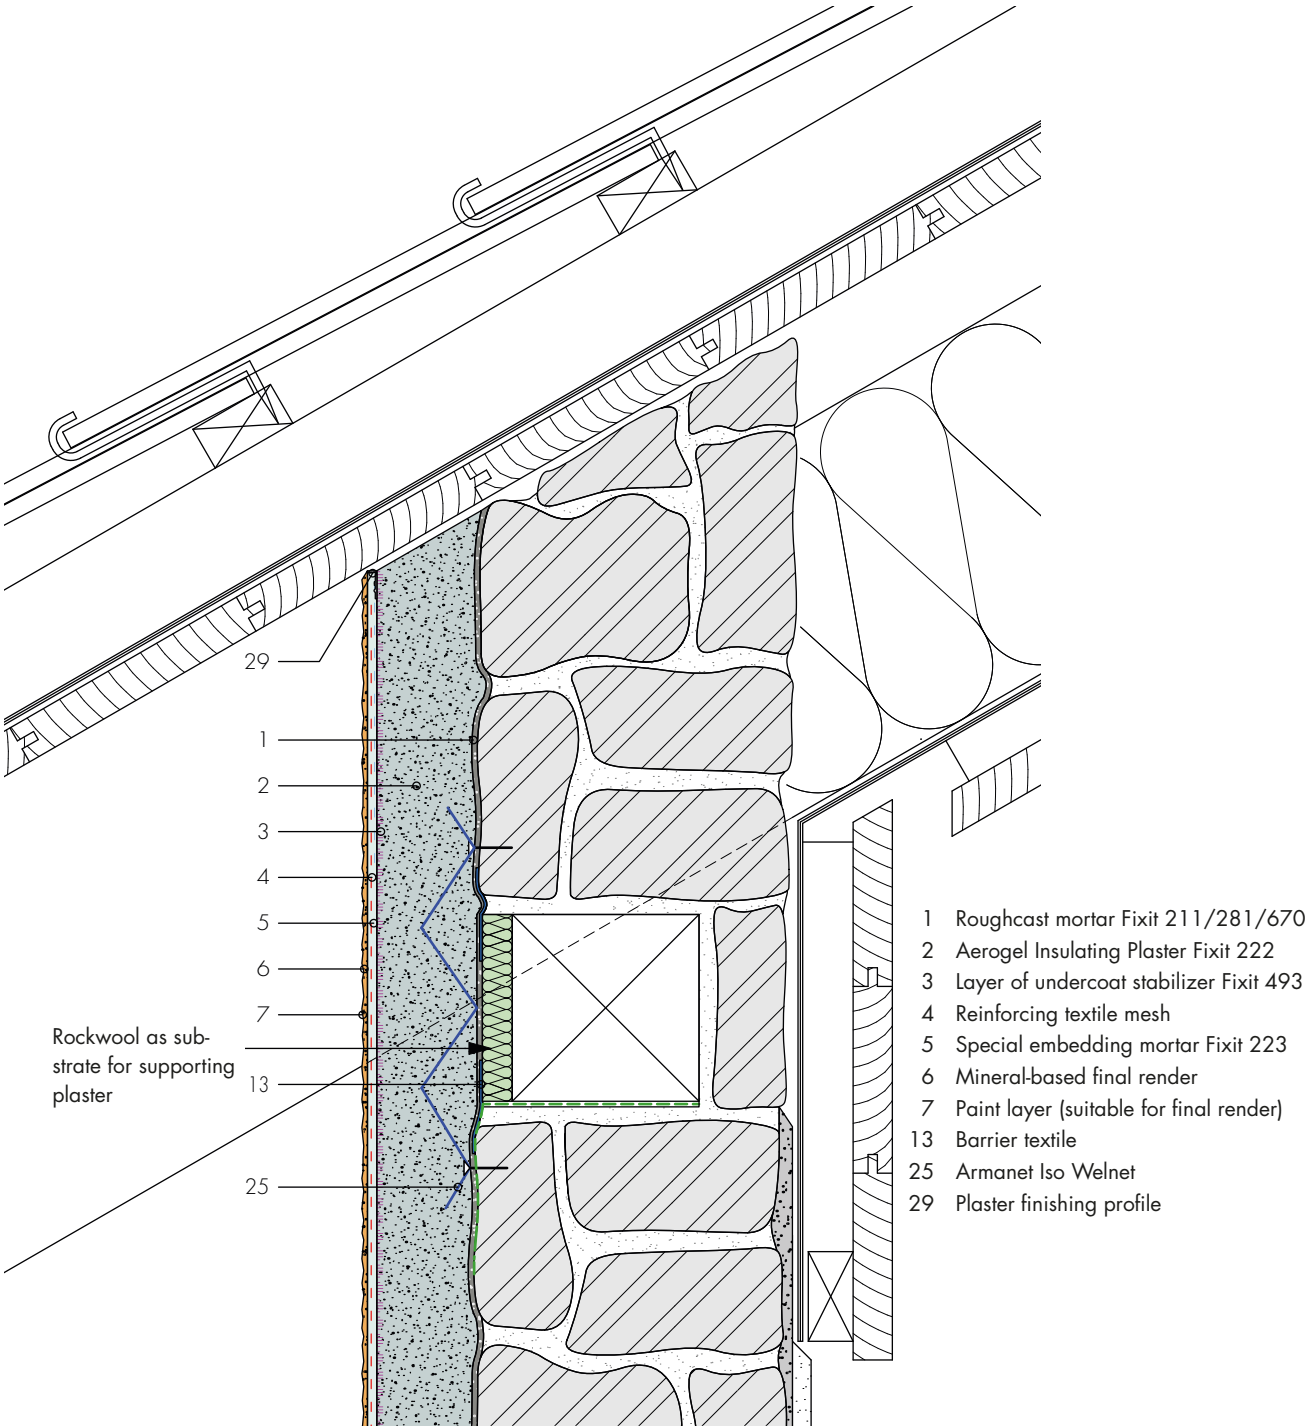 29
1
2
3
4
5
6
7
Rockwool as sub-
strate for supporting
plaster
13
25
1 Roughcast mortar Fixit 211/281/670
2 Aerogel Insulating Plaster Fixit 222
3 Layer of undercoat stabilizer Fixit 493
4 Reinforcing textile mesh
5 Special embedding mortar Fixit 223
6 Mineral-based final render
7 Paint layer (suitable for final render)
13 Barrier textile
25 Armanet Iso Welnet
29 Plaster finishing profile